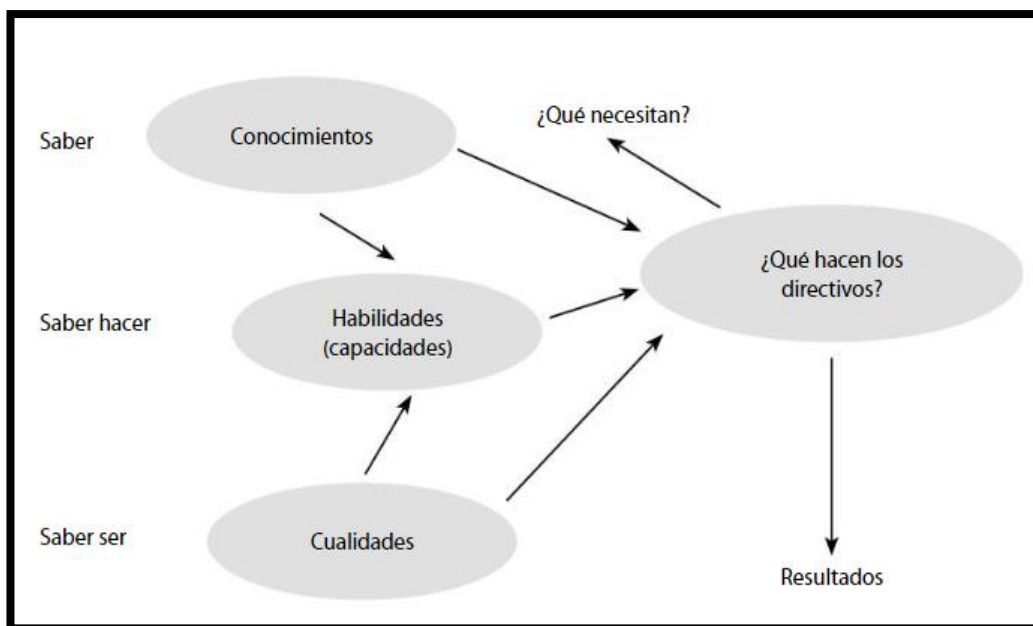 Saber
Conocimientos
¿Qué necesitan?
¿Qué hacen los
directivos?
Saber hacer
Habilidades
(capacidades)
Saber ser
Cualidades
Resultados